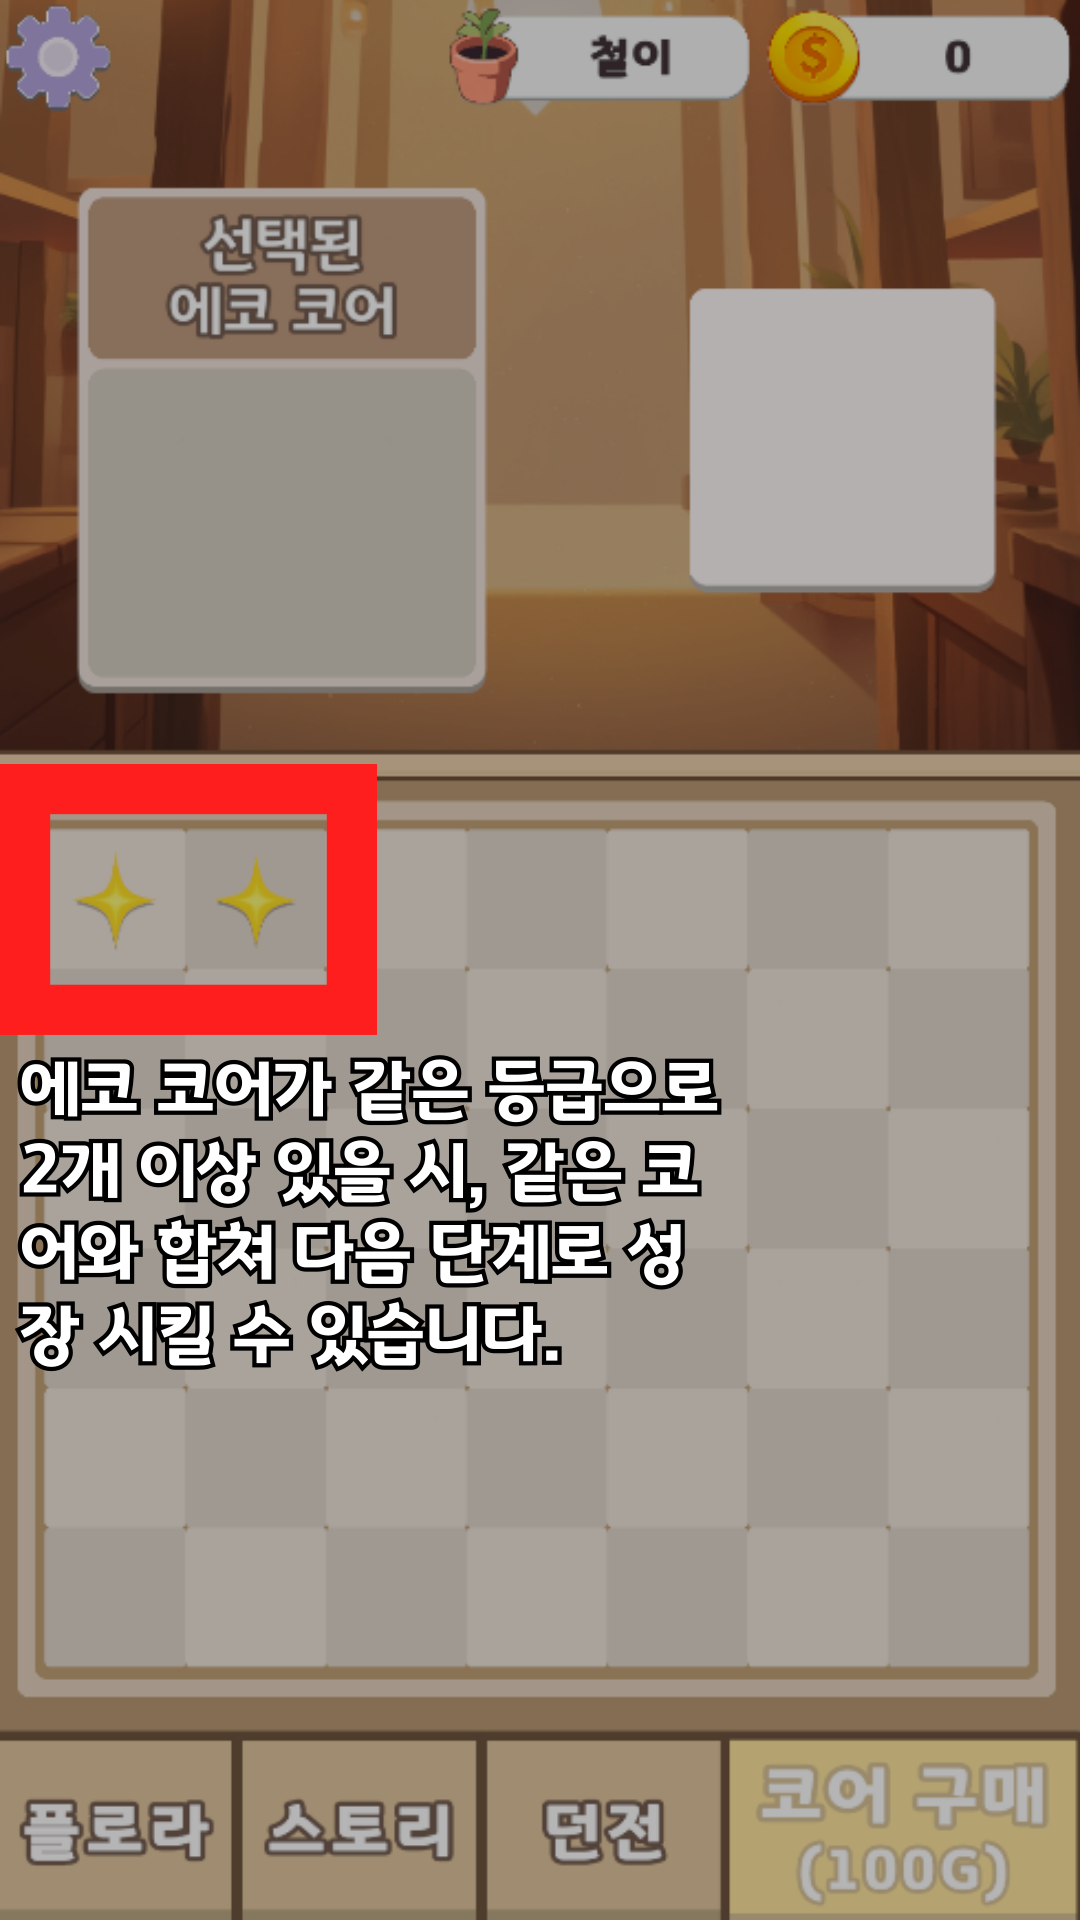 철이
0
선택된
에코 코어
에코 코어가 같은 등급으로
2개 이상 있을 시, 같은 코
어와 합쳐 다음 단계로 성
장 시킬 수 있습니다.
플로라
스토리
던전
코어 구매
(100G)